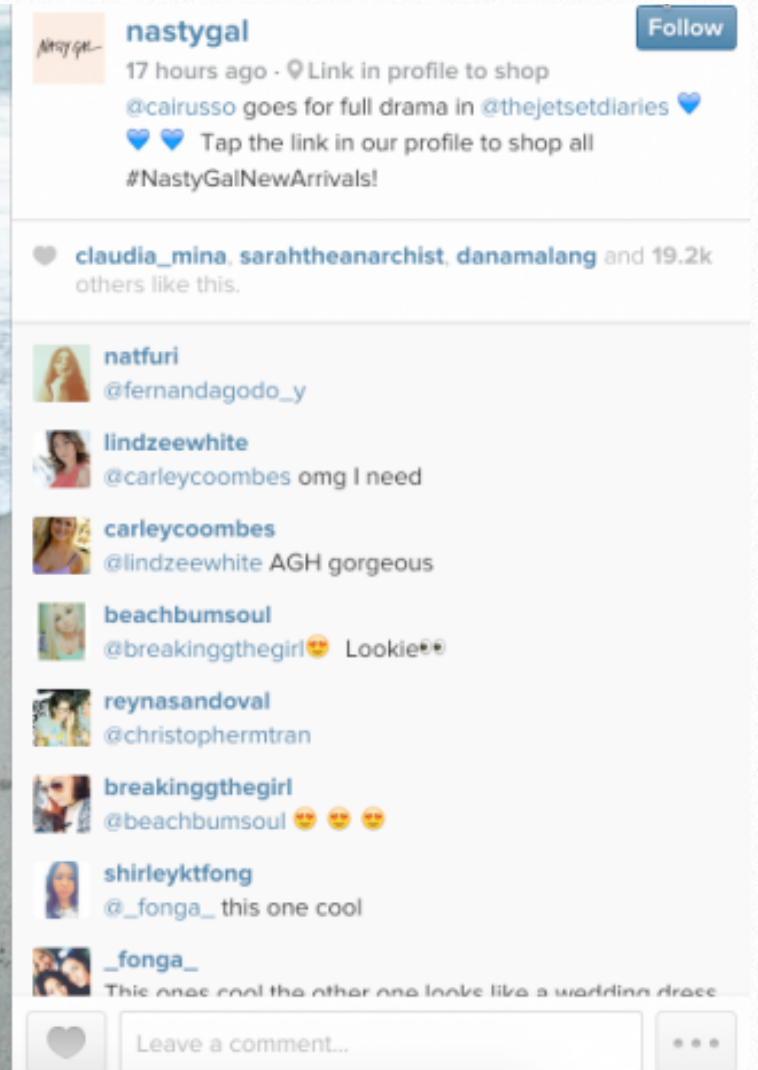 NASTY GAL
nastygal
Follow
17 hours ago · Link in profile to shop
@cairusso goes for full drama in @thejetsetdiaries 💙
💙 💙 Tap the link in our profile to shop all
#NastyGalNewArrivals!
claudia_mina, sarahtheanarchist, danamalang and 19.2k
others like this.
natfuri
@fernandagodo_y
lindzeewhite
@carleycoombes omg I need
carleycoombes
@lindzeewhite AGH gorgeous
beachbumsoul
@breakinggthegirl😍 Lookie👀
reynasandoval
@christophermtran
breakinggthegirl
@beachbumsoul 😍 😍 😍
shirleyktfong
@_fonga_ this one cool
_fonga_
This ones cool the other one looks like a wedding dress
Leave a comment...